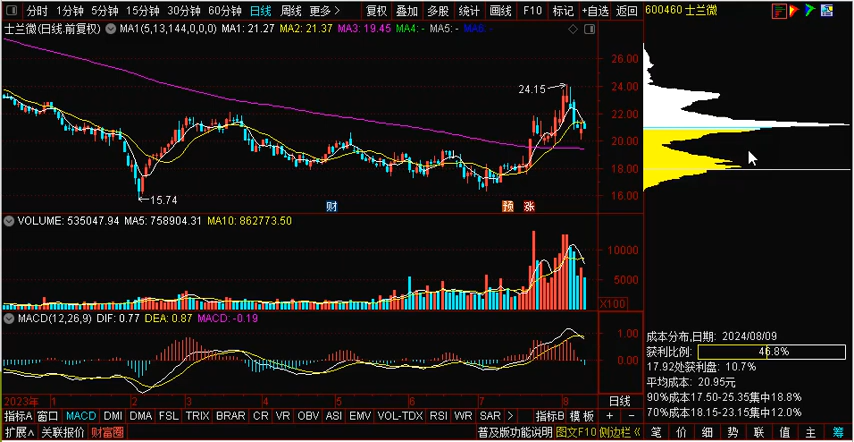 分时 1分钟 5分钟 15分钟 30分钟 60分钟 日线 周线 更多 > 复权 叠加 多股 统计 画线 F10 标记 +自选 返回 600460 士兰微
士兰微(日线.前复权) MA1(5,13,144,0,0,0) MA1: 21.27 MA2: 21.37 MA3: 19.45 MA4: - MA5: - MA6: -
26.00
24.15 24.00
22.00
20.00
18.00
15.74 16.00
财 预 涨
VOLUME: 535047.94 MA5: 758904.31 MA10: 862773.50
10000
5000
X100
MACD(12,26,9) DIF: 0.77 DEA: 0.87 MACD: -0.19
1.00
0.00
成本分布,日期: 2024/08/09
获利比例: 46.8%
17.92处获利盘: 10.7%
平均成本: 20.95元
90%成本17.50-25.35集中18.8%
70%成本18.15-23.15集中12.0%
2023年 1 2 3 4 5 6 7 8 日线
指标A 窗口 MACD DMI DMA FSL TRIX BRAR CR VR OBV ASI EMV VOL-TDX RSI WR SAR > 指标B 模板 + -
扩展∧ 关联报价 财富圈 普及版功能说明 图文F10 侧边栏《 笔 价 细 势 联 值 主 筹